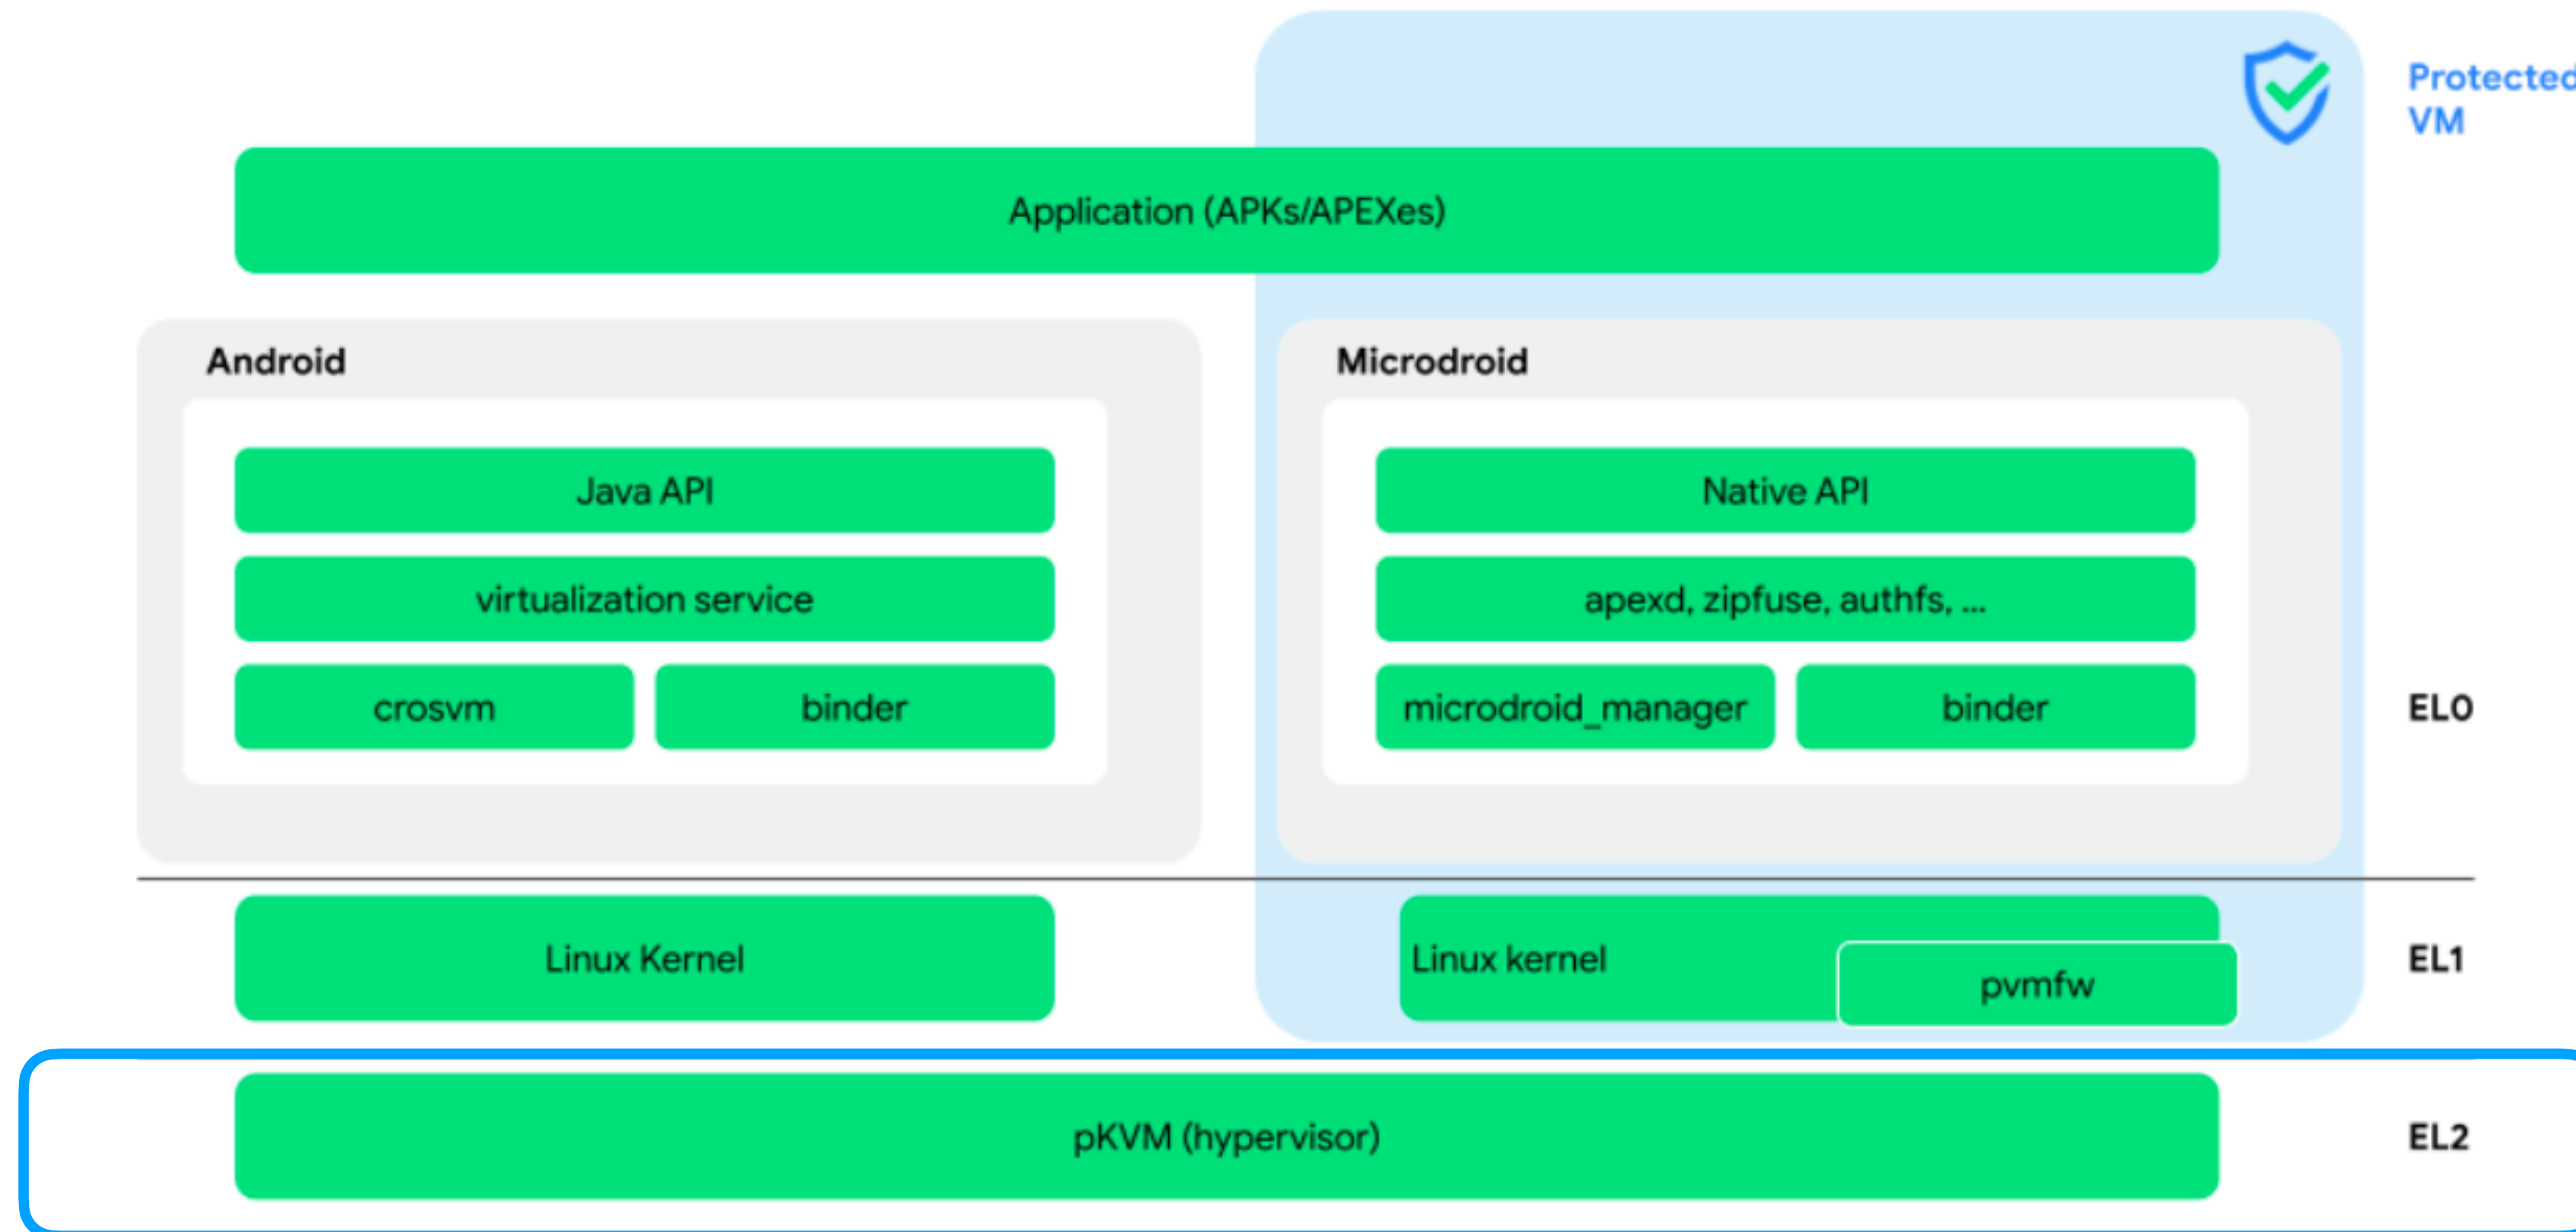 Protected
VM
Application (APKs/APEXes)
Android
Microdroid
Java API
Native API
virtualization service
apexd, zipfuse, authfs, ...
crosvm
binder
microdroid_manager
binder
EL0
Linux Kernel
Linux kernel
pvmfw
EL1
pKVM (hypervisor)
EL2